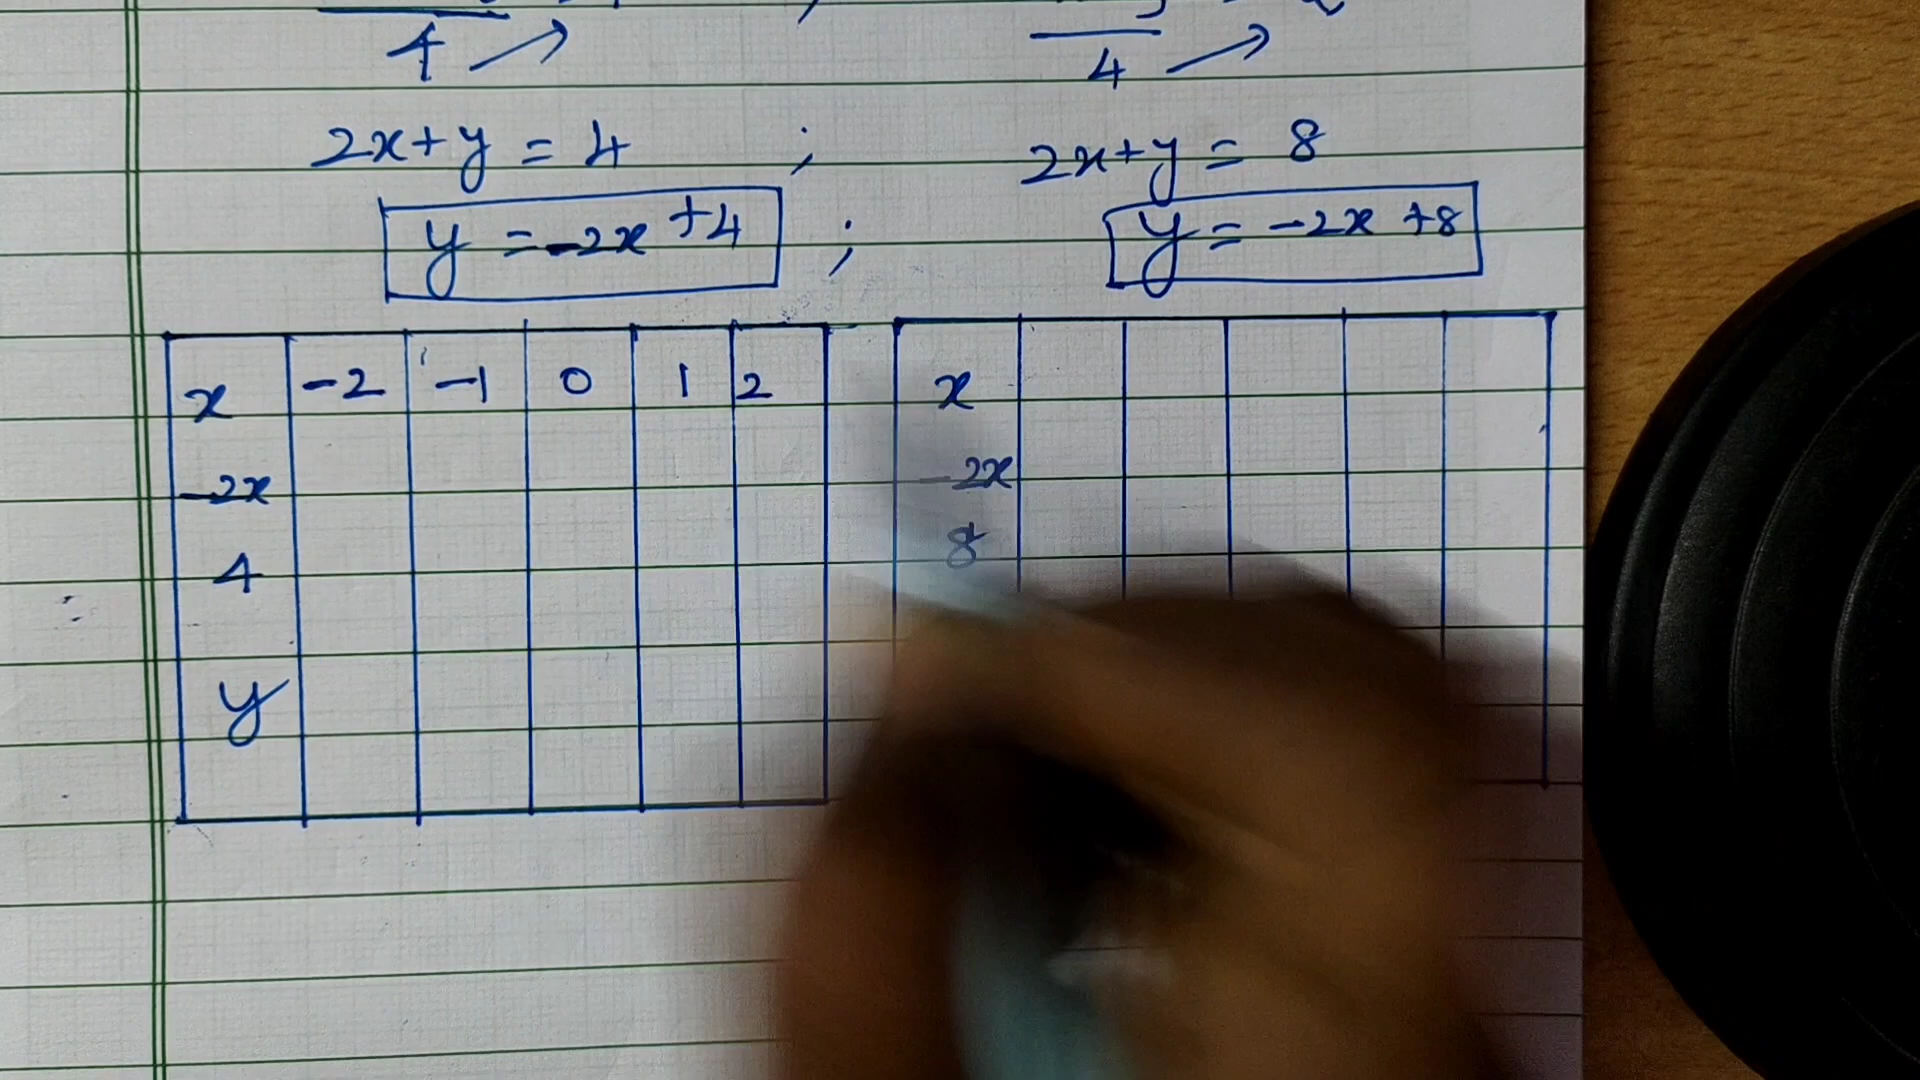 4 4
2x+y = 4 ; 2x+y = 8
y = -2x +4 ; y = -2x +8
x -2 -1 0 1 2 x
-2x -2x
4 8
y